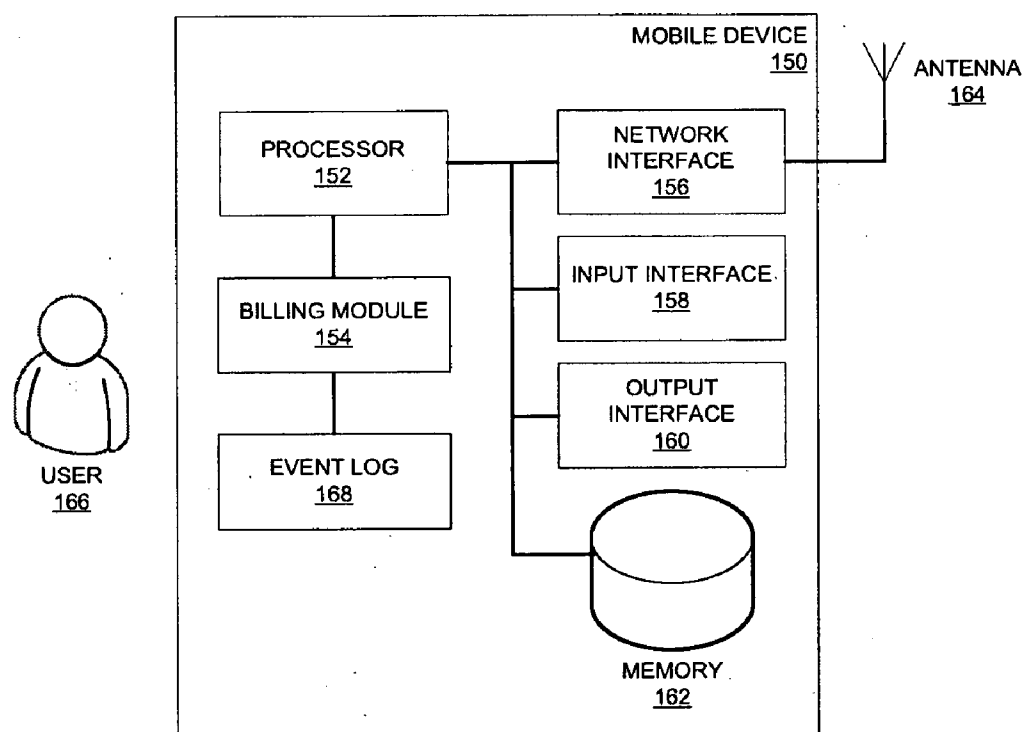 MOBILE DEVICE
150
ANTENNA
164
PROCESSOR
152
NETWORK
INTERFACE
156
BILLING MODULE
154
INPUT INTERFACE
158
OUTPUT
INTERFACE
160
EVENT LOG
168
USER
166
MEMORY
162